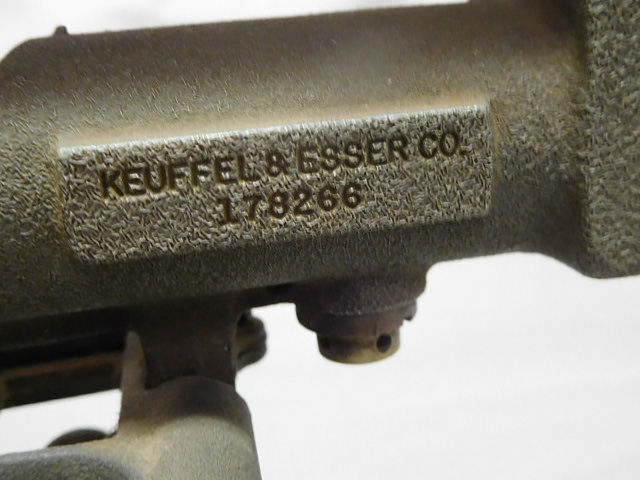 KEUFFEL & ESSER CO.
178266